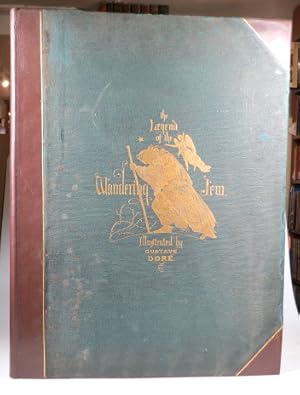 the
Legend
of the
Wandering Jew.
Illustrated by
GUSTAVE
DORÉ.